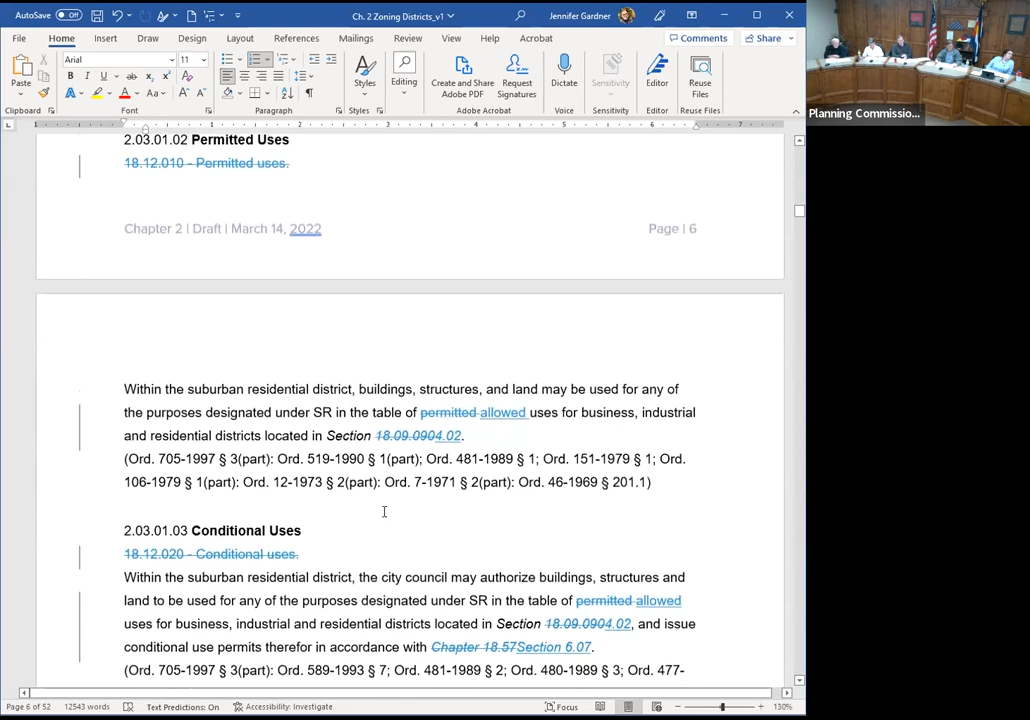 AutoSave Off Ch. 2 Zoning Districts_v1 Jennifer Gardner
File Home Insert Draw Design Layout References Mailings Review View Help Acrobat Comments Share
Arial 11
Paste Styles Editing Create and Share Adobe PDF Request Signatures Sensitivity Dictate Editor Reuse Files
Clipboard Font Paragraph Styles Adobe Acrobat Voice Sensitivity Editor Reuse Files
Planning Commissio...
1 1 2 3 4 5 6 7
2.03.01.02 Permitted Uses
18.12.010 - Permitted uses.
Chapter 2 | Draft | March 14, 2022 Page | 6
Within the suburban residential district, buildings, structures, and land may be used for any of
the purposes designated under SR in the table of permitted allowed uses for business, industrial
and residential districts located in Section 18.09.0904.02.
(Ord. 705-1997 § 3(part): Ord. 519-1990 § 1(part); Ord. 481-1989 § 1; Ord. 151-1979 § 1; Ord.
106-1979 § 1(part): Ord. 12-1973 § 2(part): Ord. 7-1971 § 2(part): Ord. 46-1969 § 201.1)
2.03.01.03 Conditional Uses
18.12.020 - Conditional uses.
Within the suburban residential district, the city council may authorize buildings, structures and
land to be used for any of the purposes designated under SR in the table of permitted allowed
uses for business, industrial and residential districts located in Section 18.09.0904.02, and issue
conditional use permits therefor in accordance with Chapter 18.57Section 6.07.
(Ord. 705-1997 § 3(part): Ord. 589-1993 § 7; Ord. 481-1989 § 2; Ord. 480-1989 § 3; Ord. 477-
Page 6 of 52 12543 words Text Predictions: On Accessibility: Investigate Focus 130%